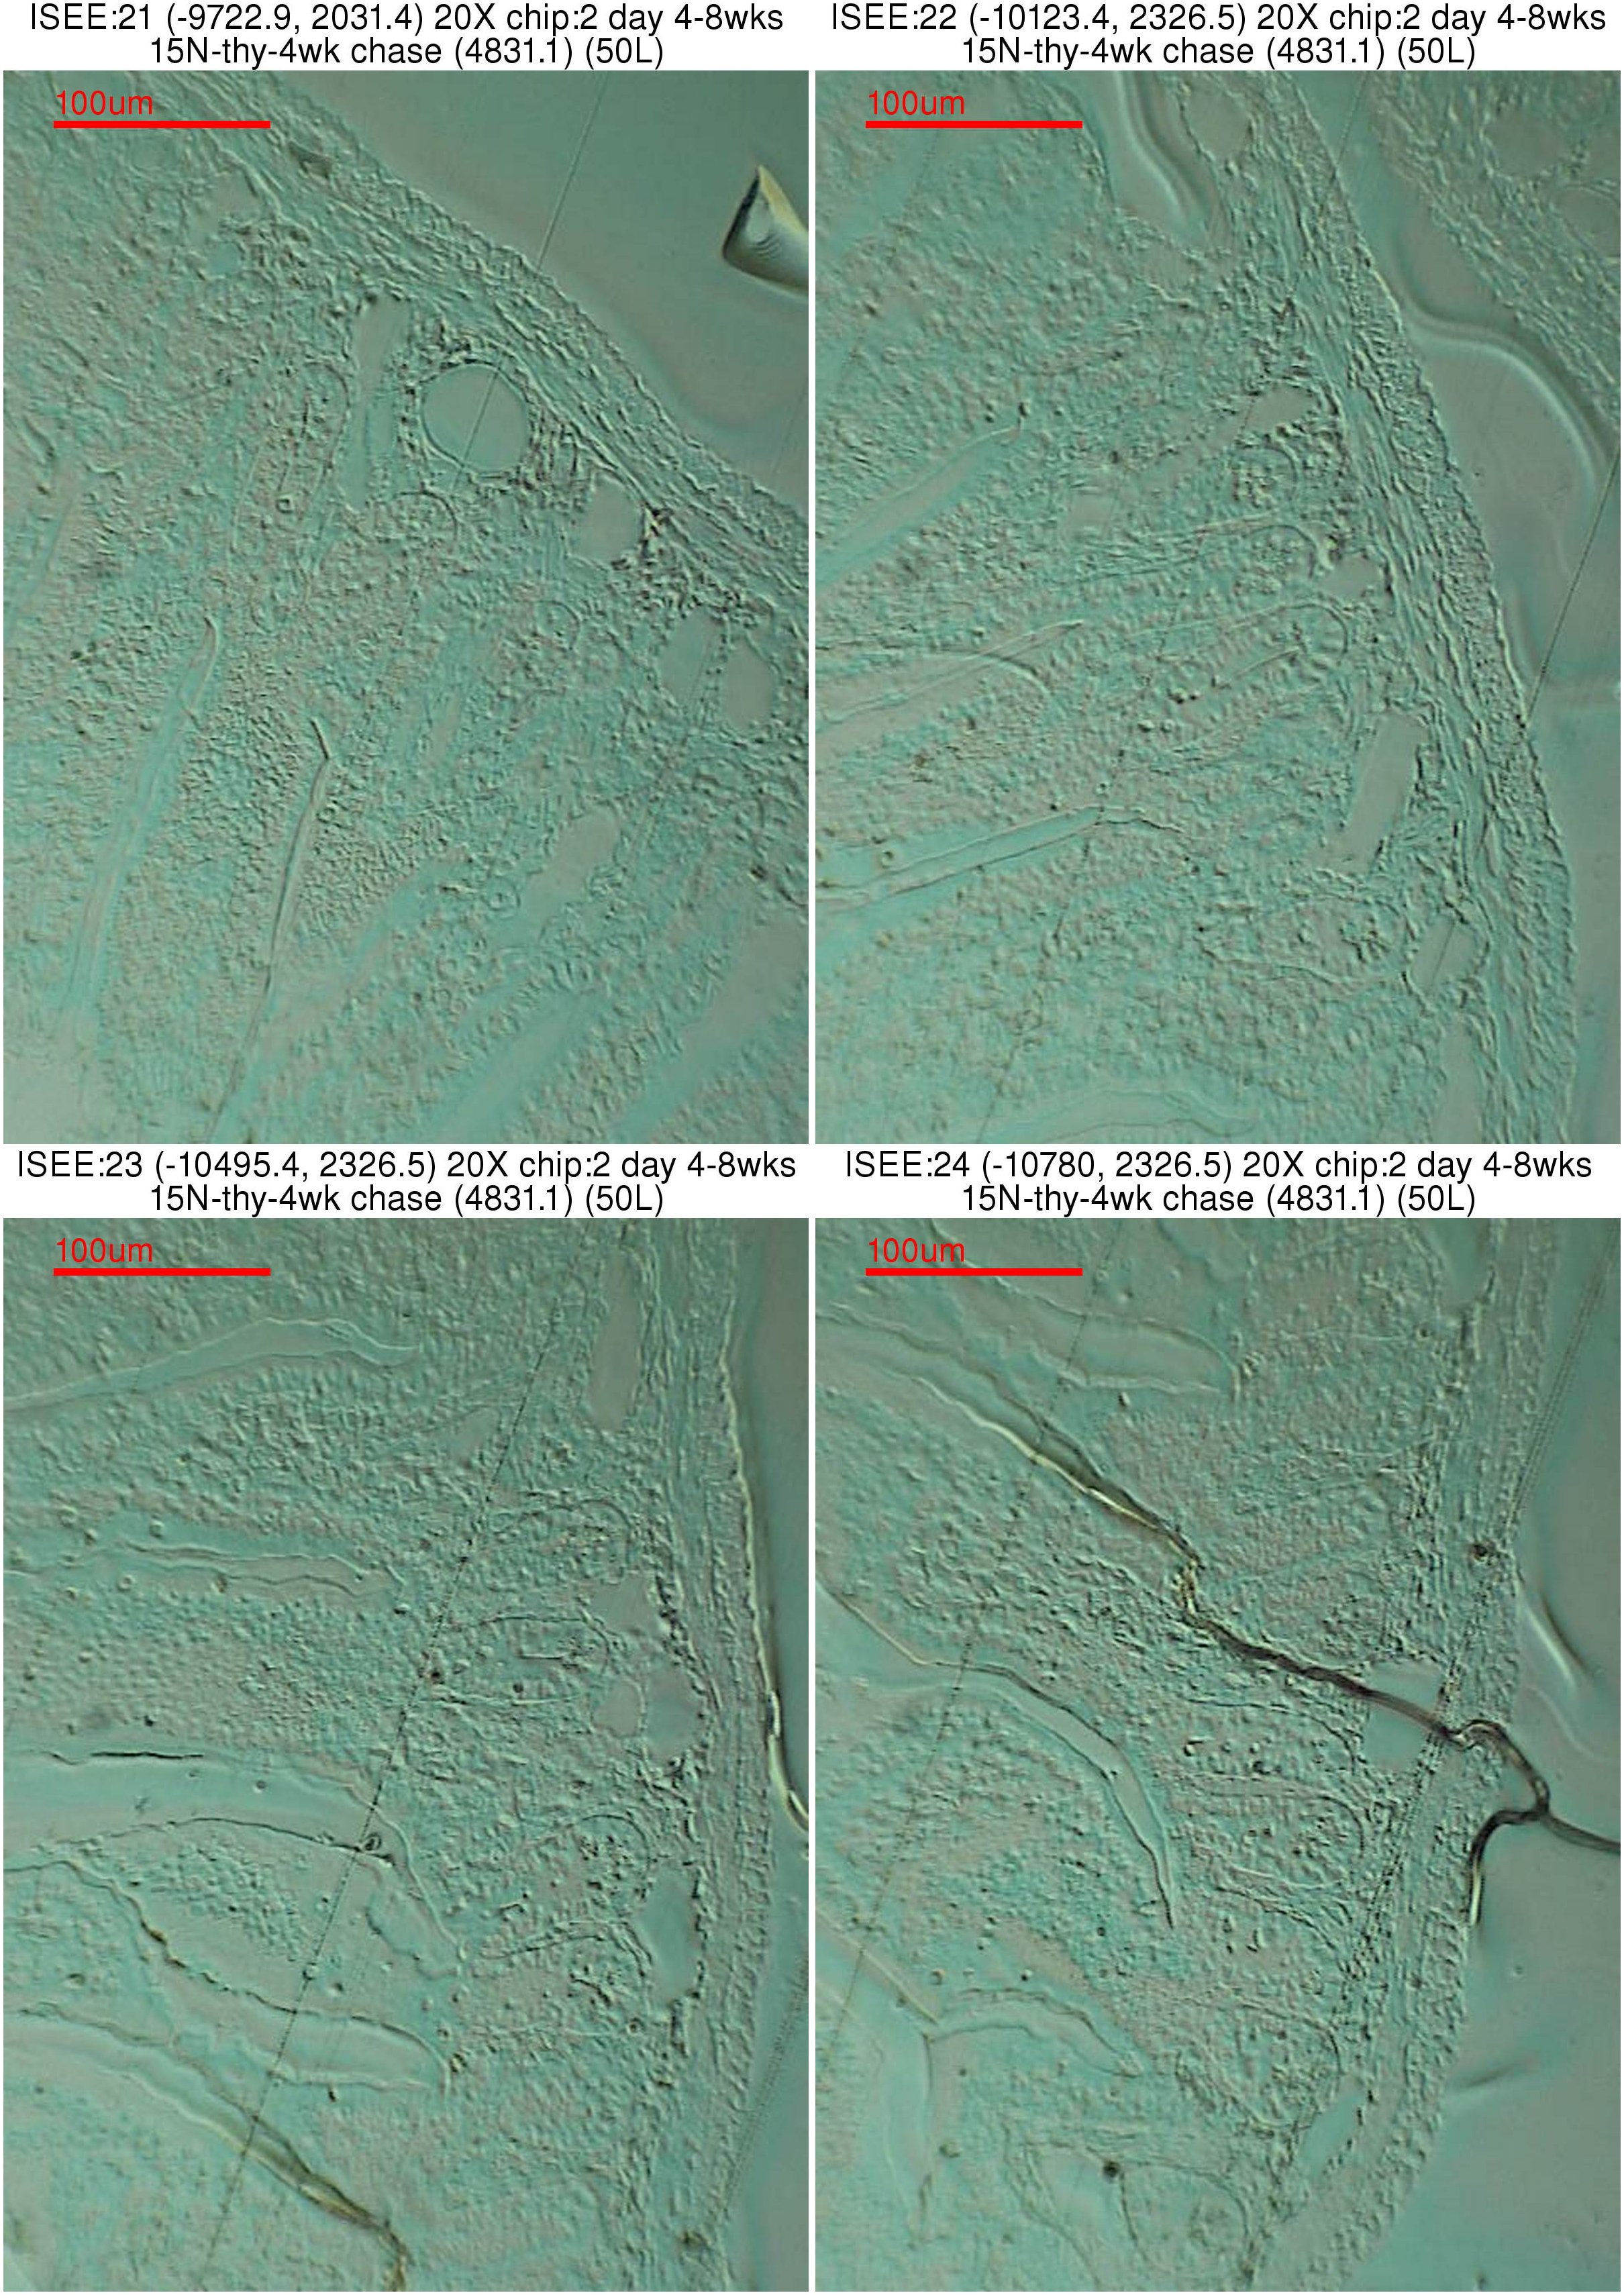 ISEE:21 (-9722.9, 2031.4) 20X chip:2 day 4-8wks
15N-thy-4wk chase (4831.1) (50L)
100um
ISEE:22 (-10123.4, 2326.5) 20X chip:2 day 4-8wks
15N-thy-4wk chase (4831.1) (50L)
100um
ISEE:23 (-10495.4, 2326.5) 20X chip:2 day 4-8wks
15N-thy-4wk chase (4831.1) (50L)
100um
ISEE:24 (-10780, 2326.5) 20X chip:2 day 4-8wks
15N-thy-4wk chase (4831.1) (50L)
100um